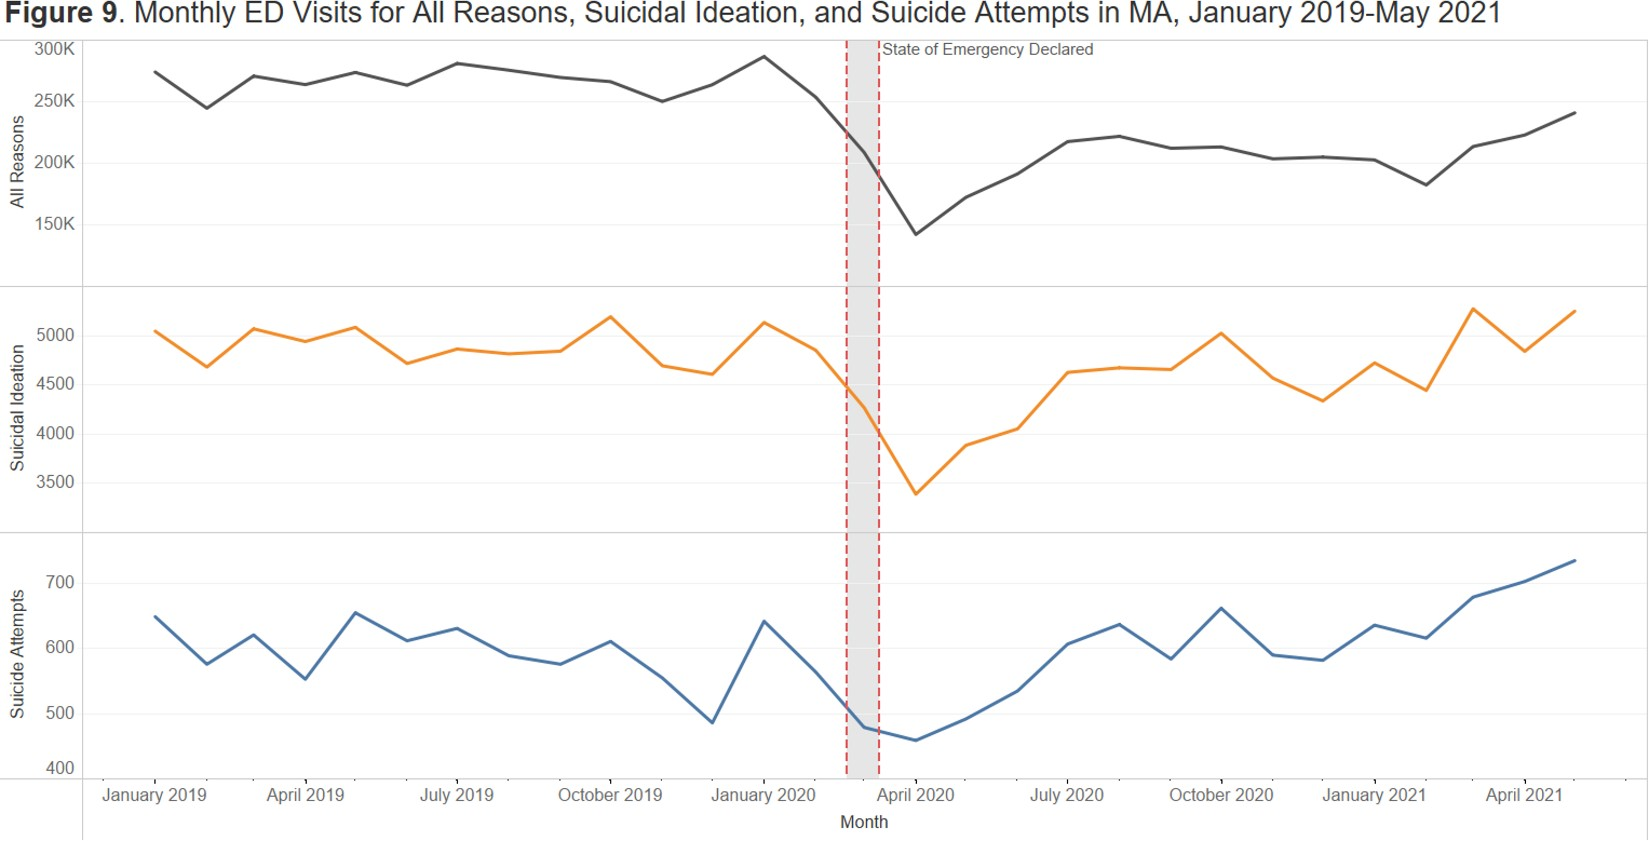 Figure 9. Monthly ED Visits for All Reasons, Suicidal Ideation, and Suicide Attempts in MA, January 2019-May 2021
State of Emergency Declared
All Reasons
300K
250K
200K
150K
Suicidal Ideation
5000
4500
4000
3500
Suicide Attempts
700
600
500
400
January 2019 April 2019 July 2019 October 2019 January 2020 April 2020 July 2020 October 2020 January 2021 April 2021
Month